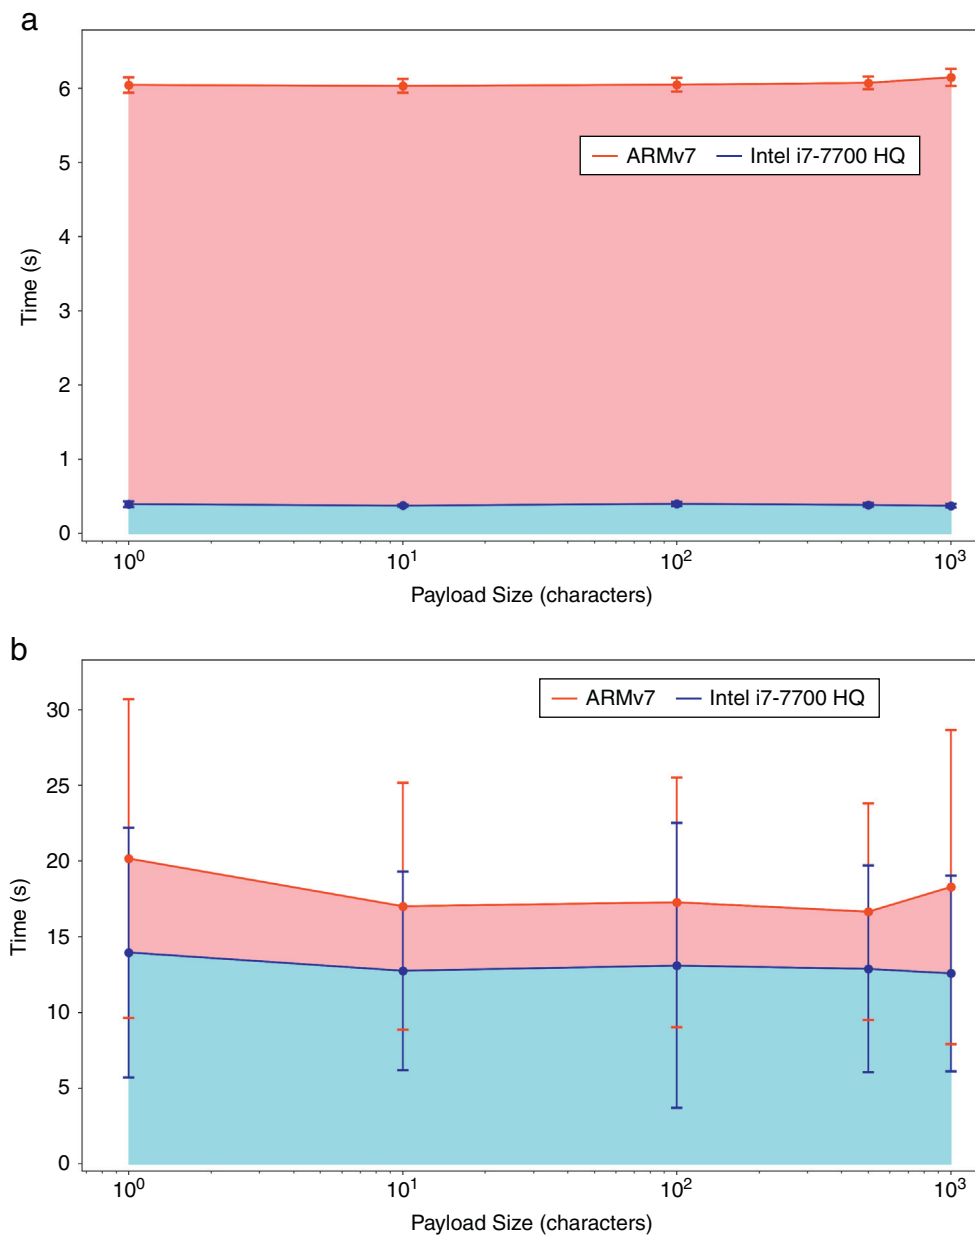 a
6
5
4
3
2
1
0
Time (s)
ARMv7 Intel i7-7700 HQ
10⁰ 10¹ 10² 10³
Payload Size (characters)
b
30
25
20
15
10
5
0
Time (s)
ARMv7 Intel i7-7700 HQ
10⁰ 10¹ 10² 10³
Payload Size (characters)